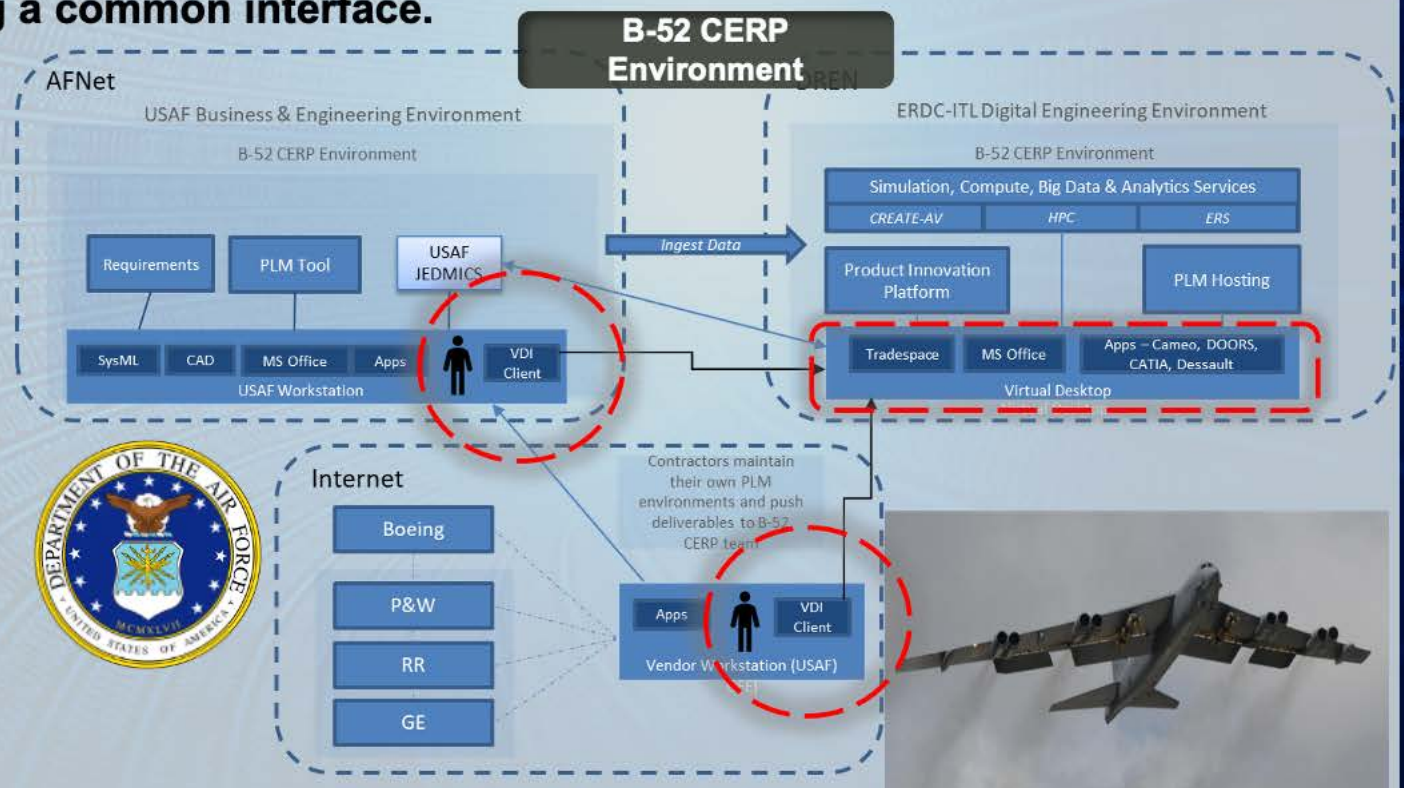 g a common interface.
B-52 CERP
Environment
AFNet
USAF Business & Engineering Environment
B-52 CERP Environment
Requirements
PLM Tool
USAF
JEDMICS
SysML
CAD
MS Office
Apps
VDI
Client
USAF Workstation
Ingest Data
DREN
ERDC-ITL Digital Engineering Environment
B-52 CERP Environment
Simulation, Compute, Big Data & Analytics Services
CREATE-AV
HPC
ERS
Product Innovation
Platform
PLM Hosting
Tradespace
MS Office
Apps – Cameo, DOORS,
CATIA, Dessault
Virtual Desktop
DEPARTMENT OF THE AIR FORCE
MCMXLVII
UNITED STATES OF AMERICA
Internet
Boeing
P&W
RR
GE
Contractors maintain
their own PLM
environments and push
deliverables to B-52
CERP team
Apps
VDI
Client
Vendor Workstation (USAF)